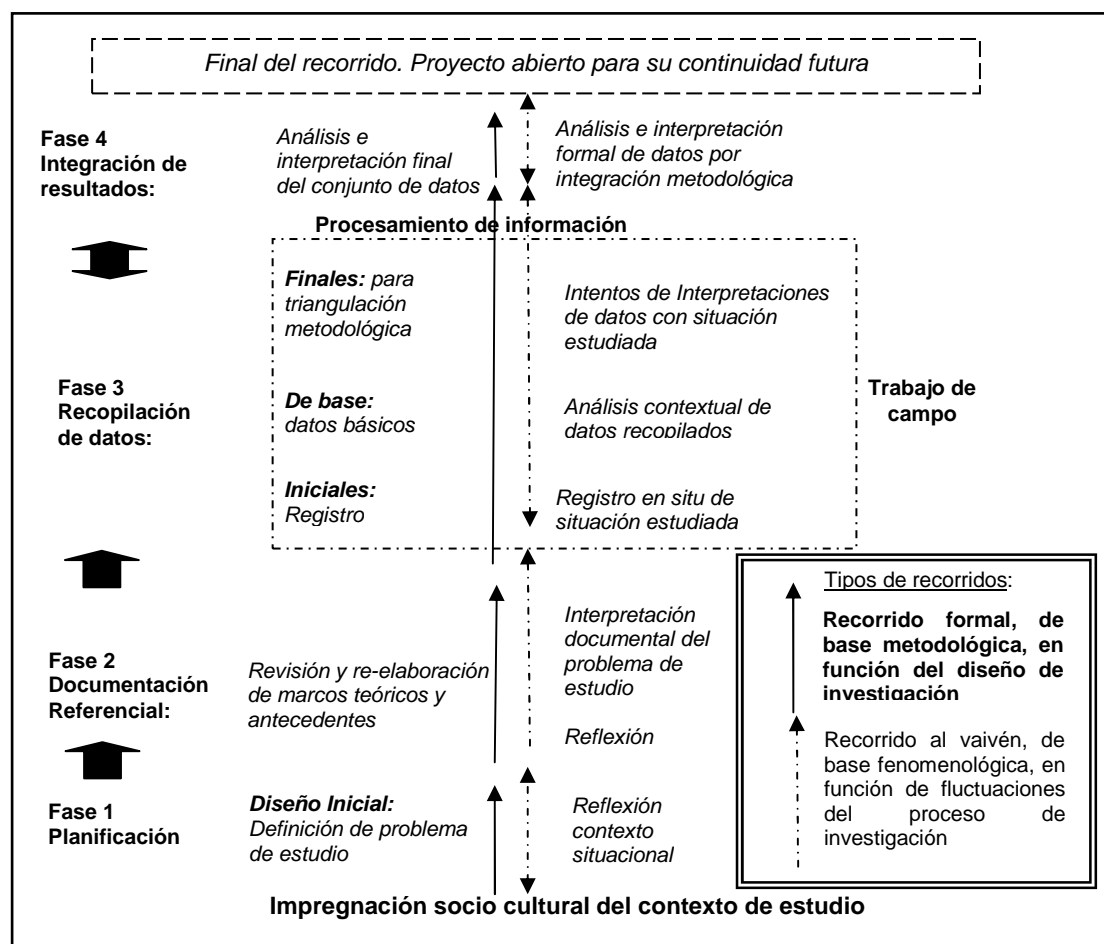 Final del recorrido. Proyecto abierto para su continuidad futura
Fase 4
Integración de
resultados:
Análisis e
interpretación final
del conjunto de datos
Análisis e interpretación
formal de datos por
integración metodológica
Procesamiento de información
Finales: para
triangulación
metodológica
Intentos de Interpretaciones
de datos con situación
estudiada
Fase 3
Recopilación
de datos:
De base:
datos básicos
Análisis contextual de
datos recopilados
Trabajo de
campo
Iniciales:
Registro
Registro en situ de
situación estudiada
Fase 2
Documentación
Referencial:
Revisión y re-elaboración
de marcos teóricos y
antecedentes
Interpretación
documental del
problema de
estudio
Reflexión
Fase 1
Planificación
Diseño Inicial:
Definición de problema
de estudio
Reflexión
contexto
situacional
Tipos de recorridos:
Recorrido formal, de
base metodológica, en
función del diseño de
investigación
Recorrido al vaivén, de
base fenomenológica, en
función de fluctuaciones
del proceso de
investigación
Impregnación socio cultural del contexto de estudio